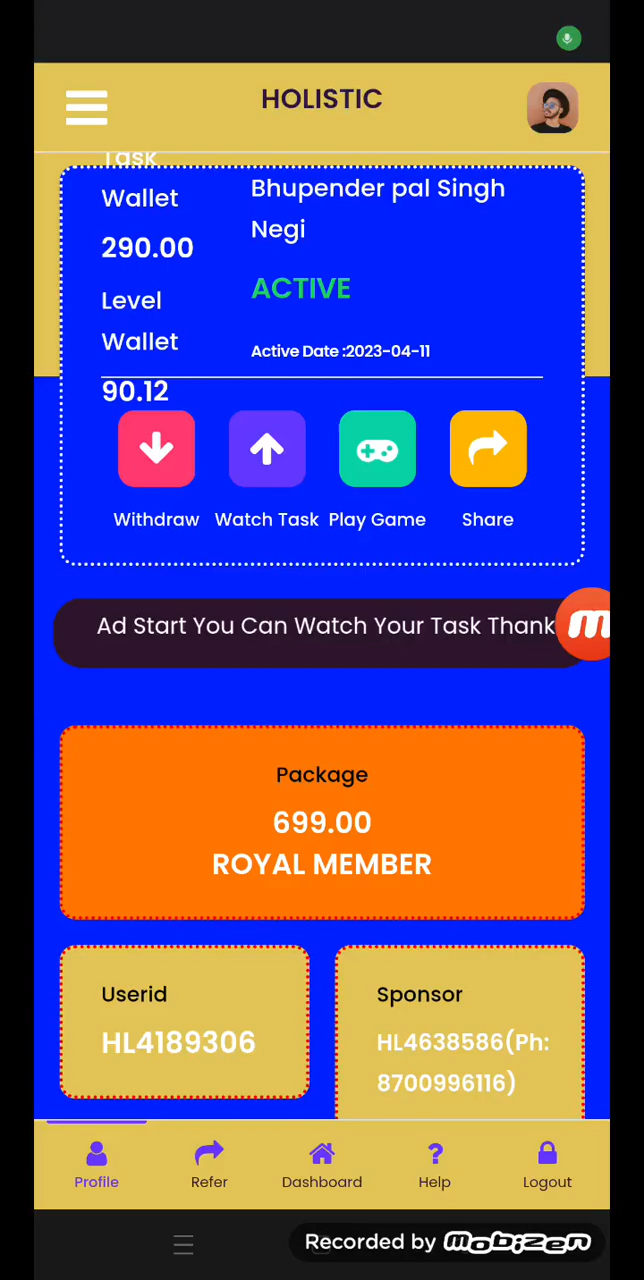 HOLISTIC
Task
Wallet
290.00
Level
Wallet
90.12
Bhupender pal Singh
Negi
ACTIVE
Active Date :2023-04-11
Withdraw
Watch Task
Play Game
Share
Ad Start You Can Watch Your Task Thank
m
Package
699.00
ROYAL MEMBER
Userid
HL4189306
Sponsor
HL4638586(Ph:
8700996116)
Profile
Refer
Dashboard
Help
Logout
Recorded by mobizen